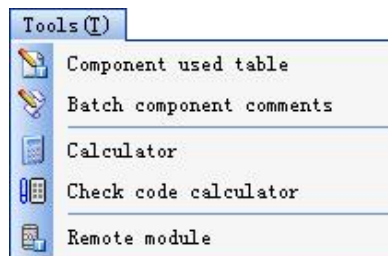 Tools(T)
Component used table
Batch component comments
Calculator
Check code calculator
Remote module